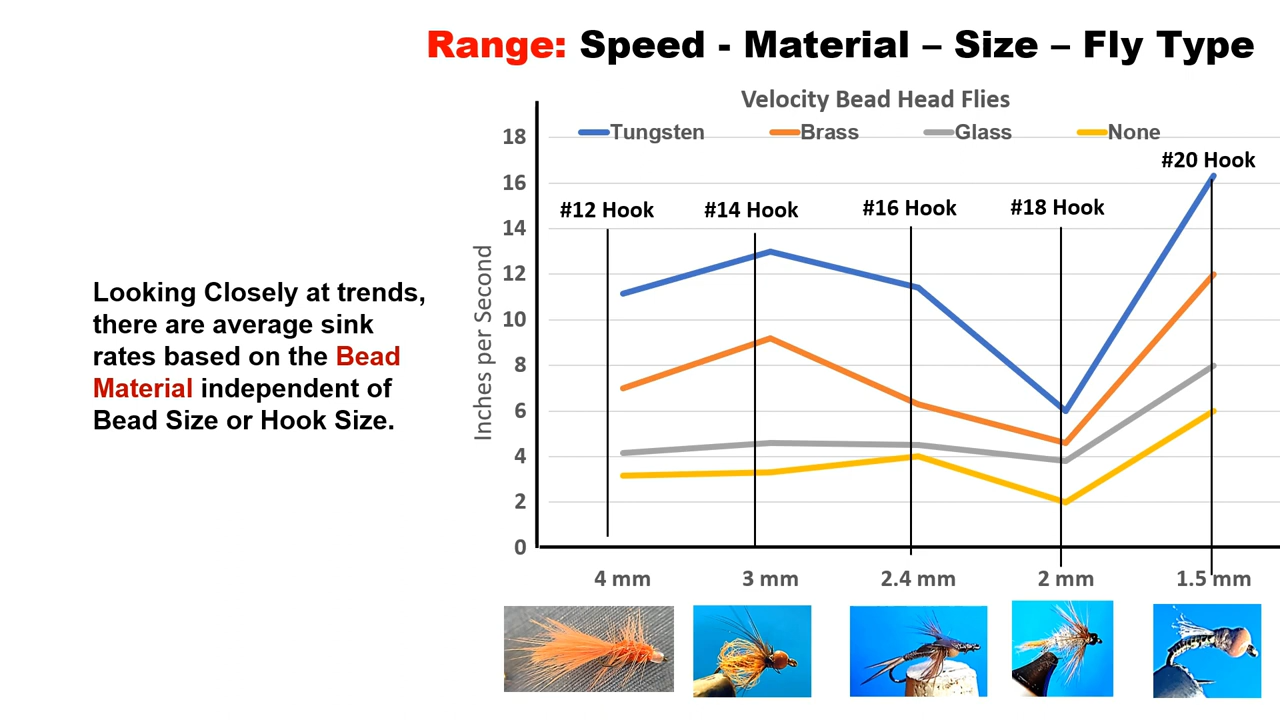 Range: Speed - Material – Size – Fly Type
Velocity Bead Head Flies
Tungsten Brass Glass None
#20 Hook
#12 Hook #14 Hook #16 Hook #18 Hook
18
16
14
12
10
8
6
4
2
0
Inches per Second
Looking Closely at trends,
there are average sink
rates based on the Bead
Material independent of
Bead Size or Hook Size.
4 mm 3 mm 2.4 mm 2 mm 1.5 mm